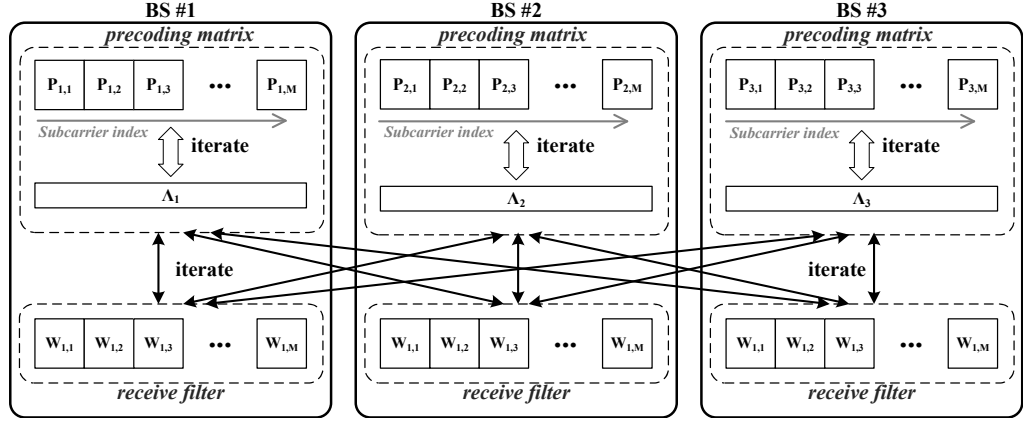 BS #1 BS #2 BS #3
precoding matrix precoding matrix precoding matrix
P1,1 P1,2 P1,3 ••• P1,M P2,1 P2,2 P2,3 ••• P2,M P3,1 P3,2 P3,3 ••• P3,M
Subcarrier index Subcarrier index Subcarrier index
iterate iterate iterate
Λ1 Λ2 Λ3
iterate iterate
W1,1 W1,2 W1,3 ••• W1,M W1,1 W1,2 W1,3 ••• W1,M W1,1 W1,2 W1,3 ••• W1,M
receive filter receive filter receive filter